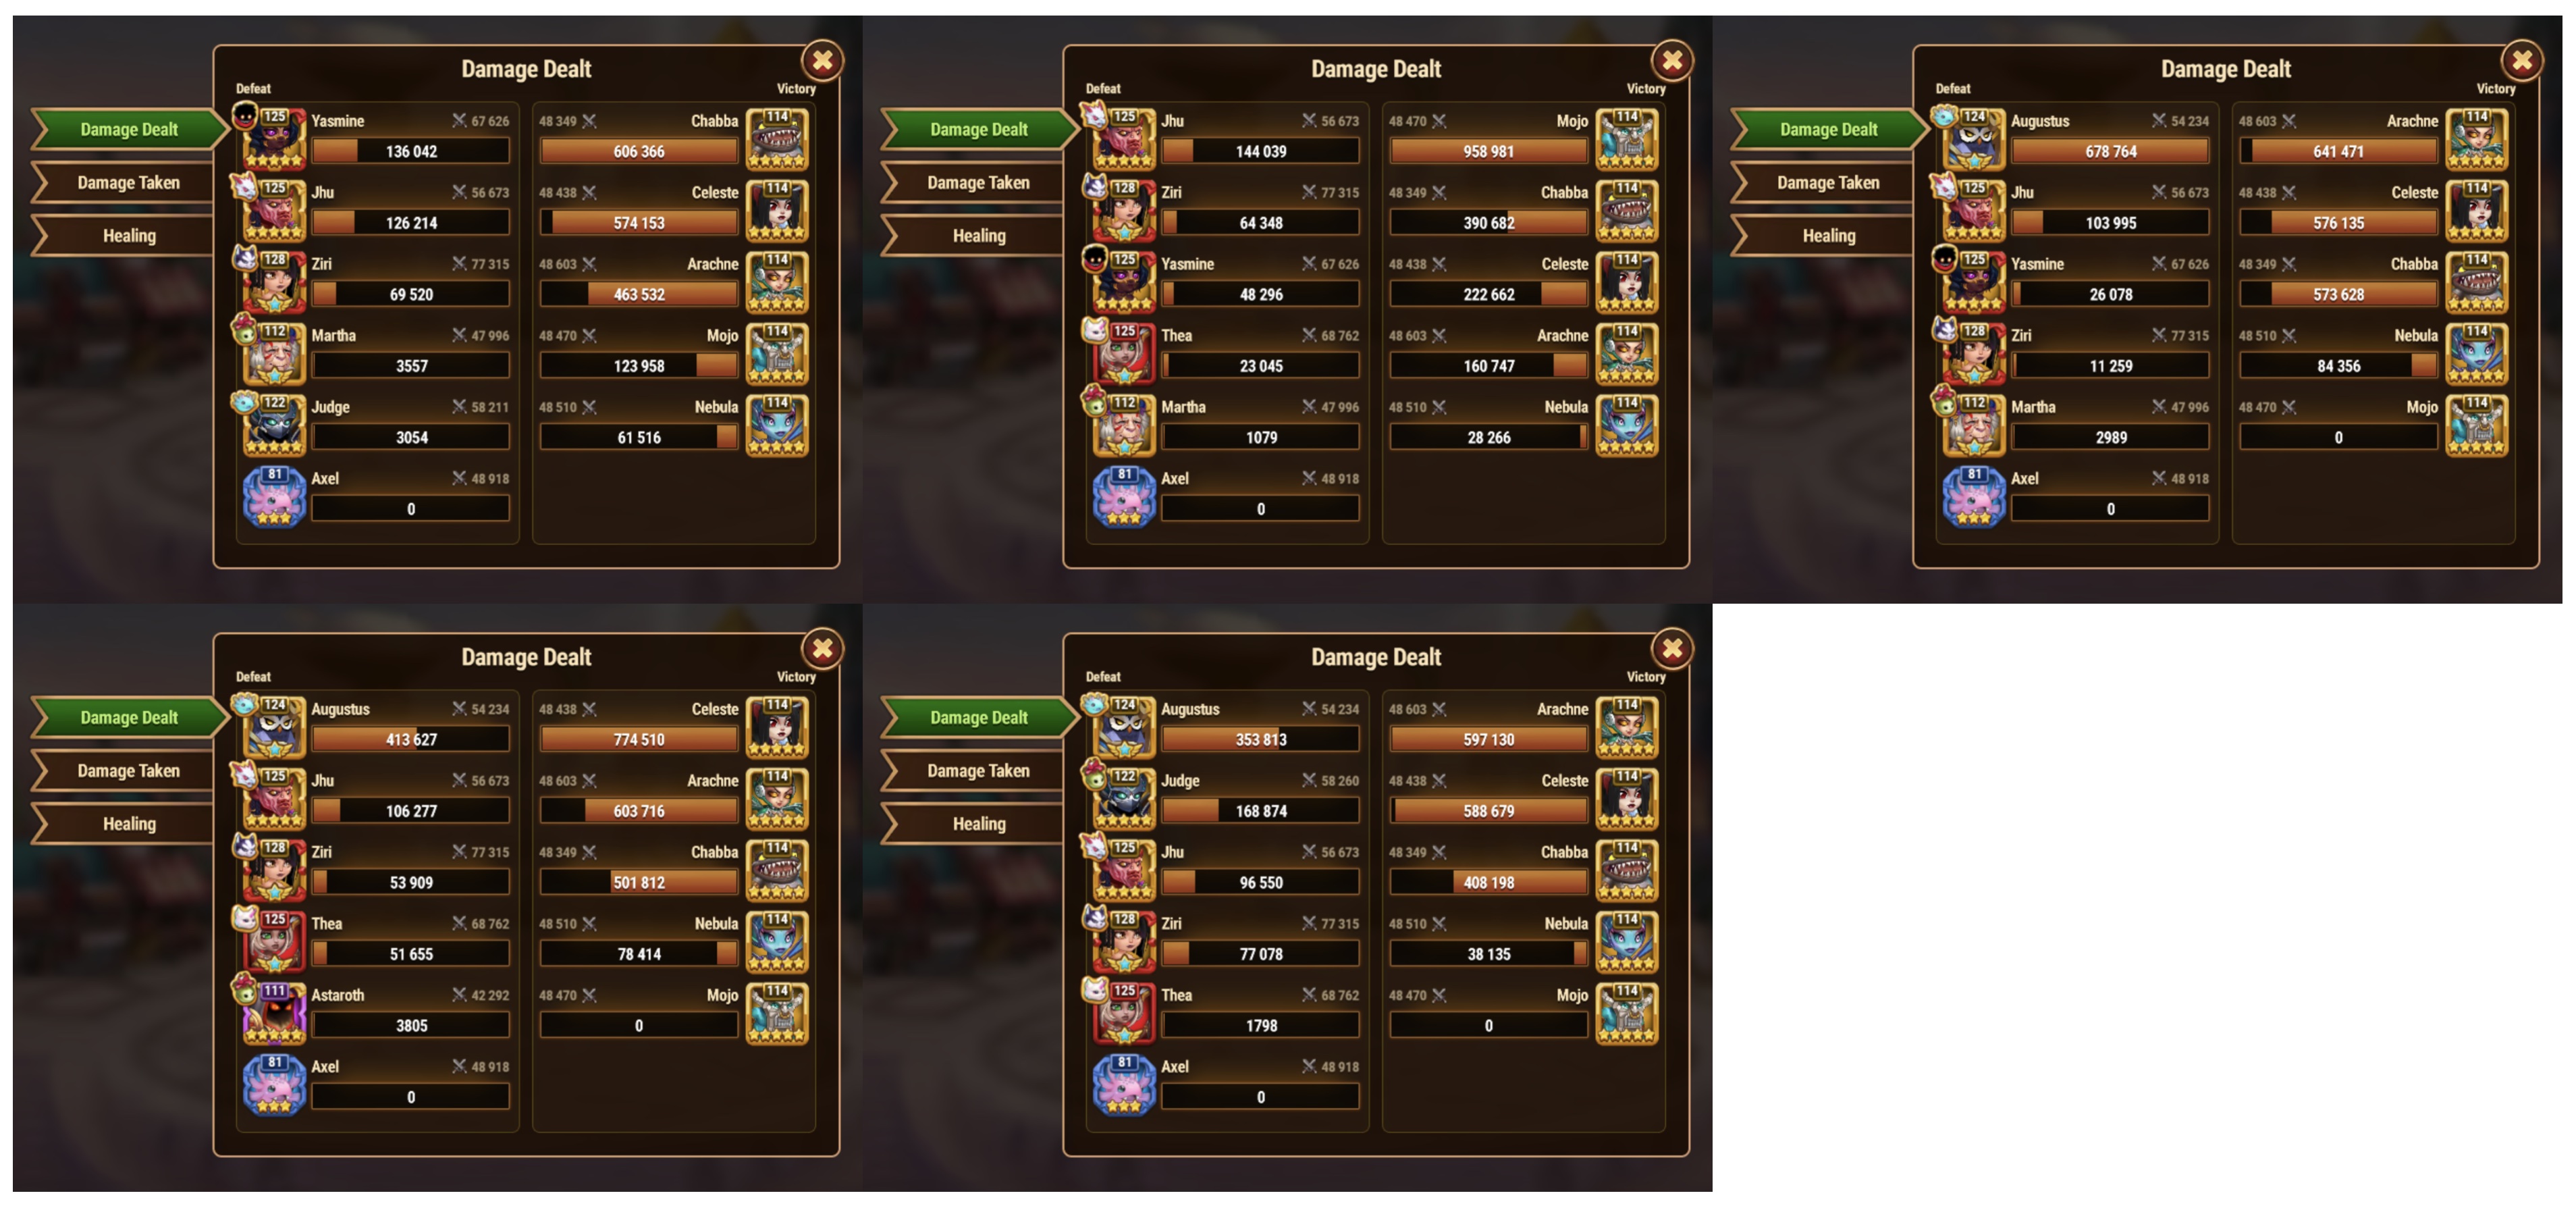 Damage Dealt
Defeat Victory
Damage Dealt
Damage Taken
Healing
125 Yasmine 67 626 48 349 Chabba 114
136 042 606 366
125 Jhu 56 673 48 438 Celeste 114
126 214 574 153
128 Ziri 77 315 48 603 Arachne 114
69 520 463 532
112 Martha 47 996 48 470 Mojo 114
3557 123 958
122 Judge 58 211 48 510 Nebula 114
3054 61 516
81 Axel 48 918
0
Damage Dealt
Defeat Victory
Damage Dealt
Damage Taken
Healing
125 Jhu 56 673 48 470 Mojo 114
144 039 958 981
128 Ziri 77 315 48 349 Chabba 114
64 348 390 682
125 Yasmine 67 626 48 438 Celeste 114
48 296 222 662
125 Thea 68 762 48 603 Arachne 114
23 045 160 747
112 Martha 47 996 48 510 Nebula 114
1079 28 266
81 Axel 48 918
0
Damage Dealt
Defeat Victory
Damage Dealt
Damage Taken
Healing
124 Augustus 54 234 48 603 Arachne 114
678 764 641 471
125 Jhu 56 673 48 438 Celeste 114
103 995 576 135
125 Yasmine 67 626 48 349 Chabba 114
26 078 573 628
128 Ziri 77 315 48 510 Nebula 114
11 259 84 356
112 Martha 47 996 48 470 Mojo 114
2989 0
81 Axel 48 918
0
Damage Dealt
Defeat Victory
Damage Dealt
Damage Taken
Healing
124 Augustus 54 234 48 438 Celeste 114
413 627 774 510
125 Jhu 56 673 48 603 Arachne 114
106 277 603 716
128 Ziri 77 315 48 349 Chabba 114
53 909 501 812
125 Thea 68 762 48 510 Nebula 114
51 655 78 414
111 Astaroth 42 292 48 470 Mojo 114
3805 0
81 Axel 48 918
0
Damage Dealt
Defeat Victory
Damage Dealt
Damage Taken
Healing
124 Augustus 54 234 48 603 Arachne 114
353 813 597 130
122 Judge 58 260 48 438 Celeste 114
168 874 588 679
125 Jhu 56 673 48 349 Chabba 114
96 550 408 198
128 Ziri 77 315 48 510 Nebula 114
77 078 38 135
125 Thea 68 762 48 470 Mojo 114
1798 0
81 Axel 48 918
0